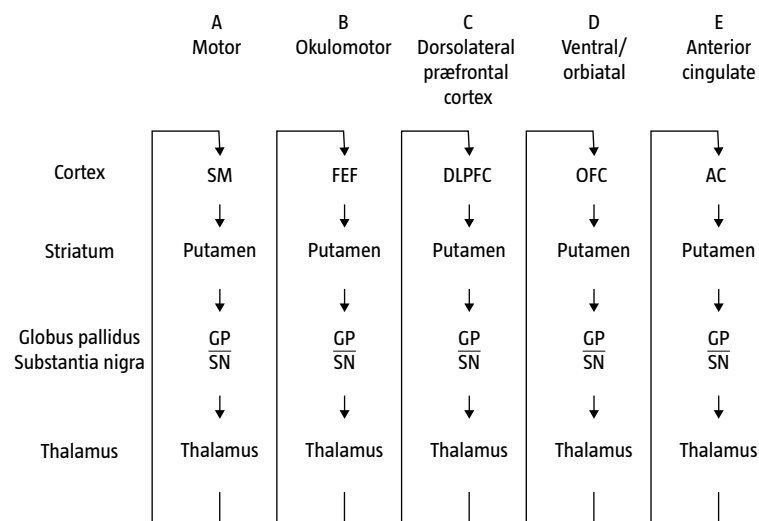 A B C D E
Motor Okulomotor Dorsolateral Ventral/ Anterior
præfrontal orbiatal cingulate
cortex
Cortex SM FEF DLPFC OFC AC
Striatum Putamen Putamen Putamen Putamen Putamen
Globus pallidus GP GP GP GP GP
Substantia nigra SN SN SN SN SN
Thalamus Thalamus Thalamus Thalamus Thalamus Thalamus